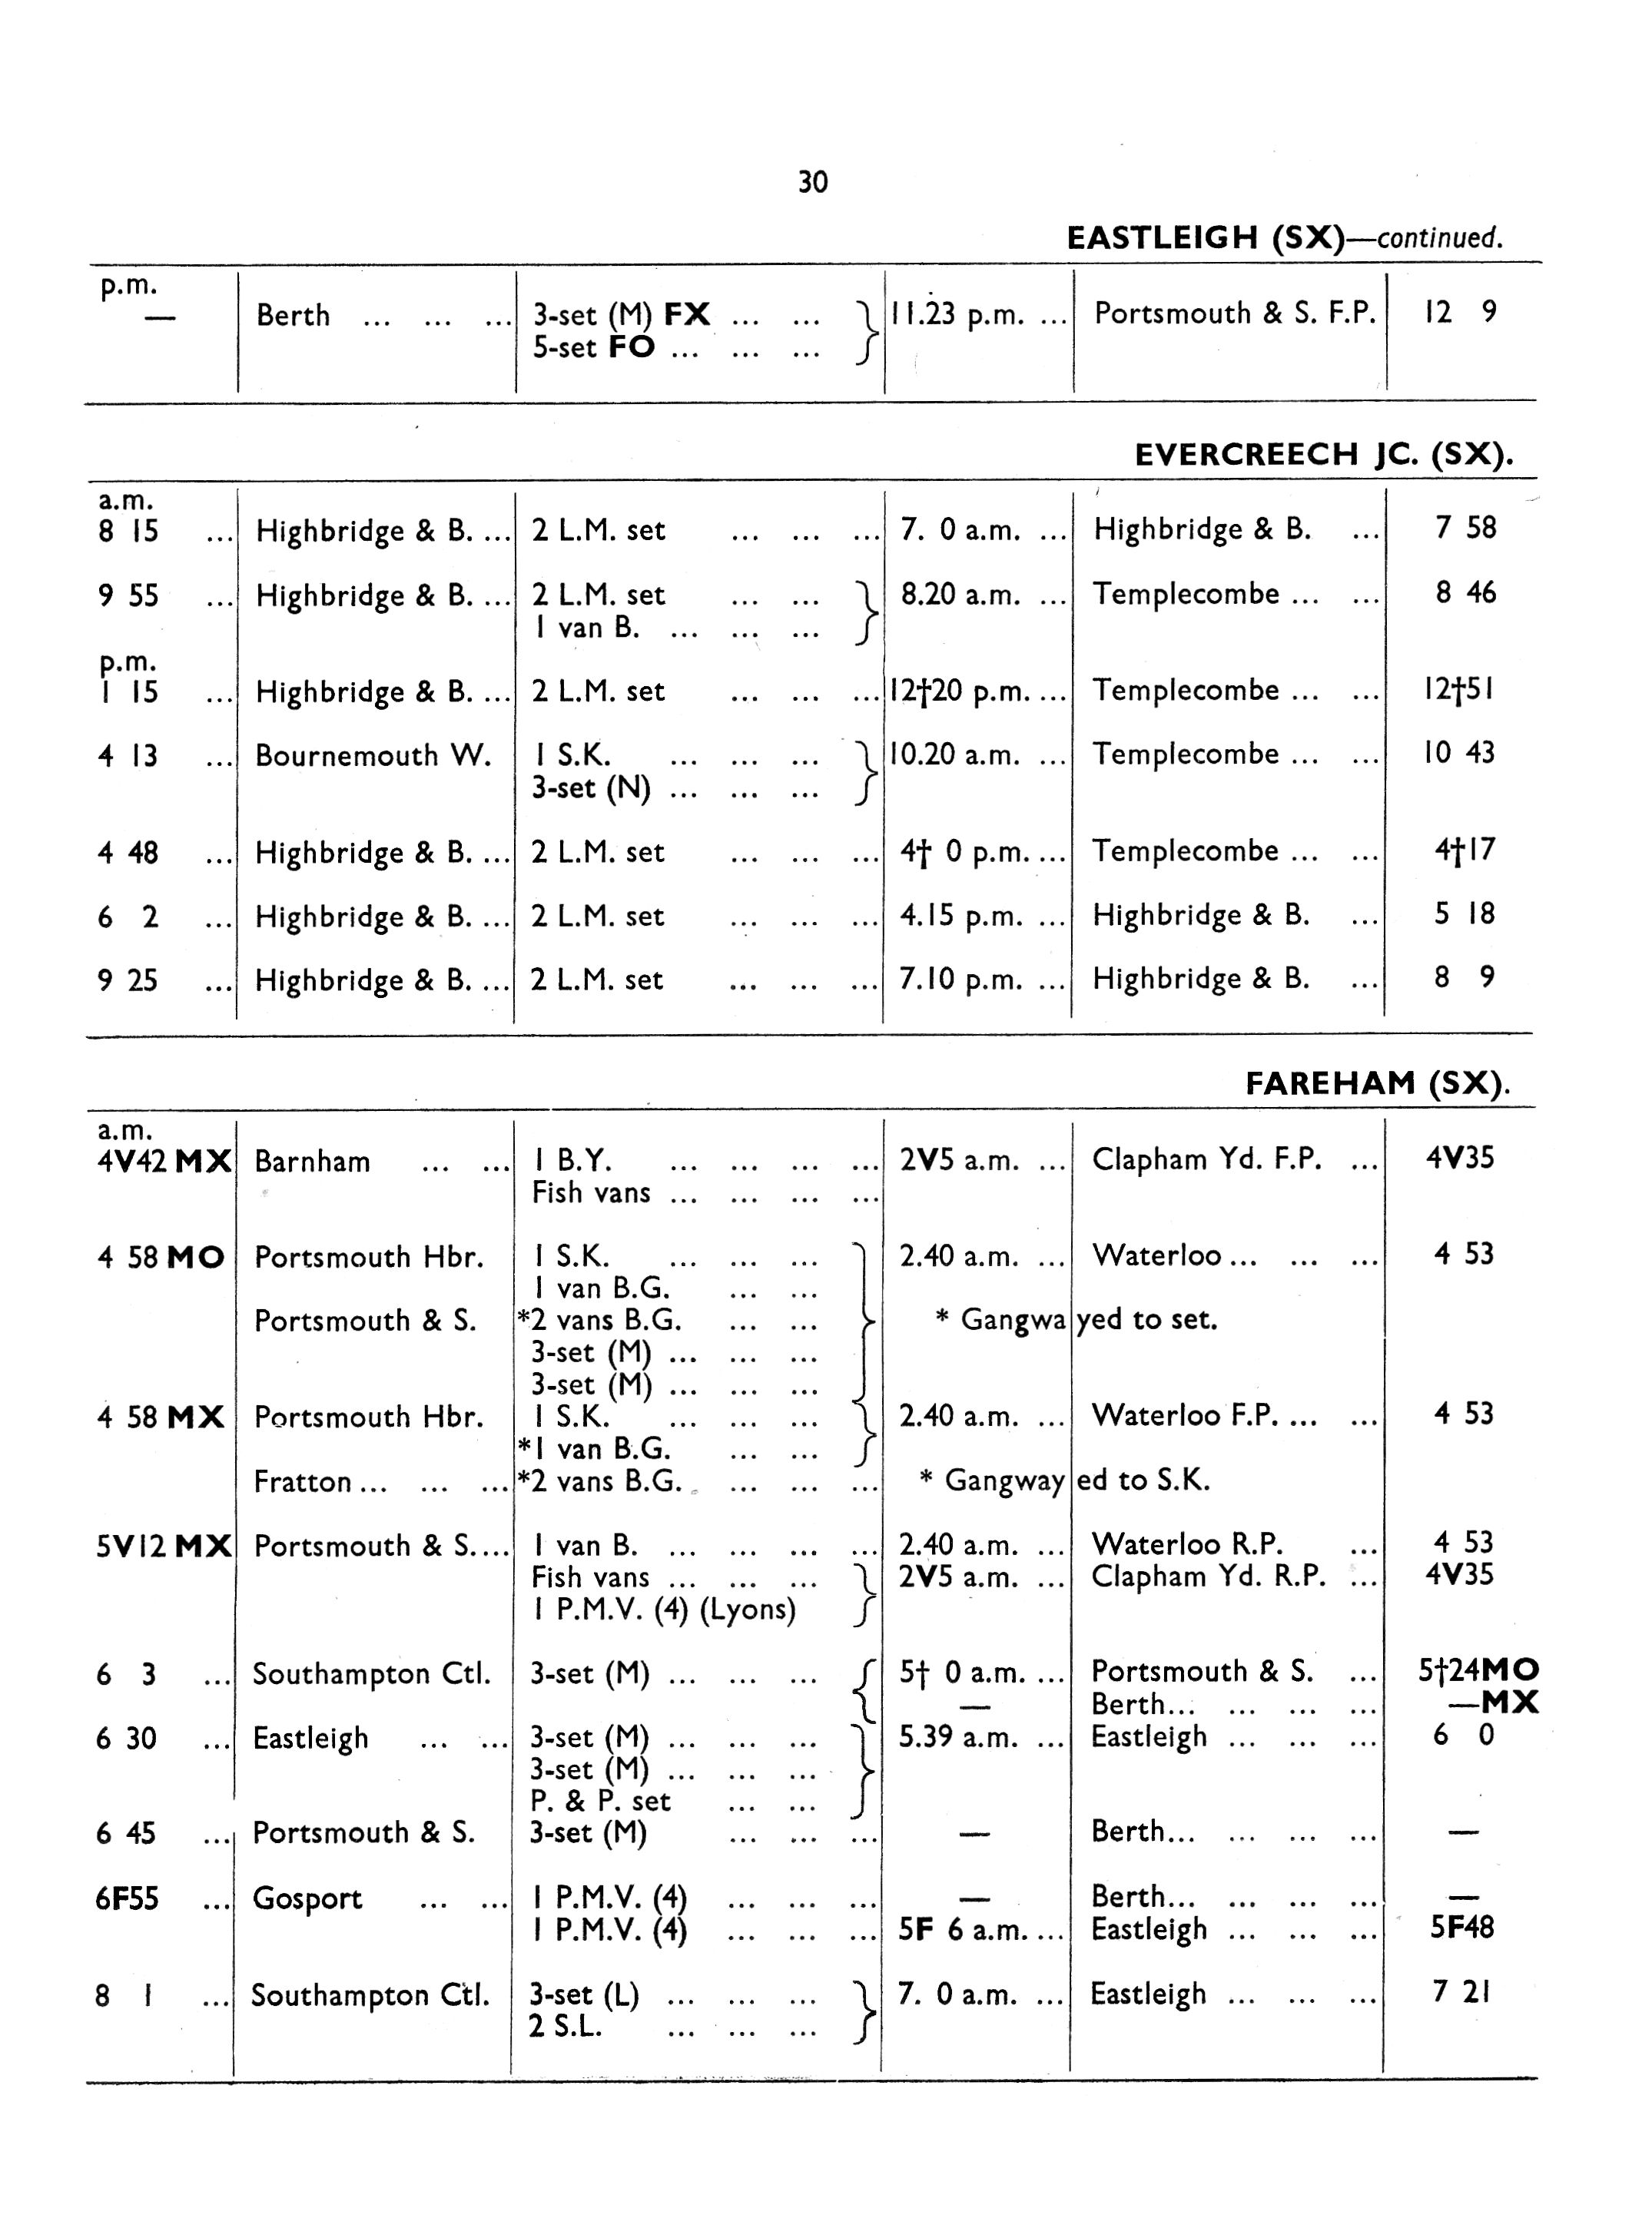 30
EASTLEIGH (SX)—continued.
p.m.
— Berth ... ... ... 3-set (M) FX ... ... } 11.23 p.m. ... Portsmouth & S. F.P. 12 9
5-set FO ... ... ...
EVERCREECH JC. (SX).
a.m.
8 15 ... Highbridge & B. ... 2 L.M. set ... ... ... 7. 0 a.m. ... Highbridge & B. ... 7 58
9 55 ... Highbridge & B. ... 2 L.M. set ... ... } 8.20 a.m. ... Templecombe ... ... 8 46
1 van B. ... ... ...
p.m.
1 15 ... Highbridge & B. ... 2 L.M. set ... ... ... 12†20 p.m. ... Templecombe ... ... 12†51
4 13 ... Bournemouth W. 1 S.K. ... ... ... } 10.20 a.m. ... Templecombe ... ... 10 43
3-set (N) ... ... ...
4 48 ... Highbridge & B. ... 2 L.M. set ... ... ... 4† 0 p.m. ... Templecombe ... ... 4†17
6 2 ... Highbridge & B. ... 2 L.M. set ... ... ... 4.15 p.m. ... Highbridge & B. ... 5 18
9 25 ... Highbridge & B. ... 2 L.M. set ... ... ... 7.10 p.m. ... Highbridge & B. ... 8 9
FAREHAM (SX).
a.m.
4V42 MX Barnham ... ... 1 B.Y. ... ... ... ... 2V5 a.m. ... Clapham Yd. F.P. ... 4V35
Fish vans ... ... ... ...
4 58 MO Portsmouth Hbr. 1 S.K. ... ... ... } 2.40 a.m. ... Waterloo ... ... ... 4 53
1 van B.G. ... ...
Portsmouth & S. *2 vans B.G. ... ... * Gangwayed to set.
3-set (M) ... ... ...
3-set (M) ... ... ...
4 58 MX Portsmouth Hbr. 1 S.K. ... ... ... } 2.40 a.m. ... Waterloo F.P. ... ... 4 53
*1 van B.G. ... ...
Fratton ... ... ... *2 vans B.G. ... ... ... * Gangwayed to S.K.
5V12 MX Portsmouth & S. ... 1 van B. ... ... ... ... 2.40 a.m. ... Waterloo R.P. ... 4 53
Fish vans ... ... ... } 2V5 a.m. ... Clapham Yd. R.P. ... 4V35
1 P.M.V. (4) (Lyons)
6 3 ... Southampton Ctl. 3-set (M) ... ... ... { 5† 0 a.m. ... Portsmouth & S. ... 5†24MO
— Berth... ... ... ... —MX
6 30 ... Eastleigh ... ... 3-set (M) ... ... ... } 5.39 a.m. ... Eastleigh ... ... ... 6 0
3-set (M) ... ... ...
P. & P. set ... ...
6 45 ... Portsmouth & S. 3-set (M) ... ... ... — Berth... ... ... ... —
6F55 ... Gosport ... ... 1 P.M.V. (4) ... ... ... — Berth... ... ... ... —
1 P.M.V. (4) ... ... ... 5F 6 a.m. ... Eastleigh ... ... ... 5F48
8 1 ... Southampton Ctl. 3-set (L) ... ... ... } 7. 0 a.m. ... Eastleigh ... ... ... 7 21
2 S.L. ... ... ...